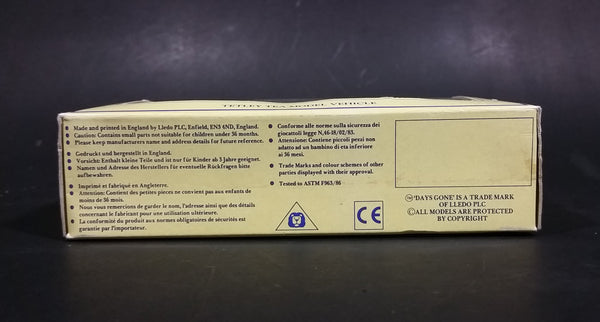 TETLEY TEA MODEL VEHICLE
● Made and printed in England by Lledo PLC, Enfield, EN3 4ND, England.
● Caution: Contains small parts not suitable for children under 36 months.
● Please keep manufacturers name and address details for future reference.
● Gedruckt und hergestellt in England.
● Vorsicht: Enthält kleine Teile und ist nur für Kinder ab 3 Jahre geeignet.
● Namen und Adresse des Herstellers für eventuelle Rückfragen bitte
aufbewahren.
● Imprimé et fabriqué en Angleterre.
● Attention: Contient des petites pièces ne convient pas aux enfants de
moins de 36 mois.
● Nous vous remercions de garder le nom, l'adresse ainsi que des détails
concernant le fabricant pour une utilisation ultérieure.
● La conformité du produit aux normes obligatoires de sécurités est
garantie par l'importateur.
● Conforme alle norme sulla sicurezza dei
giocattoli legge N,46-18/02/83.
● Attenzione: Contiene piccoli pezzi non
adatto ad un bambino di eta inferiore
ai 36 mesi.
● Trade Marks and colour schemes of other
parties displayed with their approval.
● Tested to ASTM F963/86
CE
TM 'DAYS GONE' IS A TRADE MARK
OF LLEDO PLC
© ALL MODELS ARE PROTECTED
BY COPYRIGHT